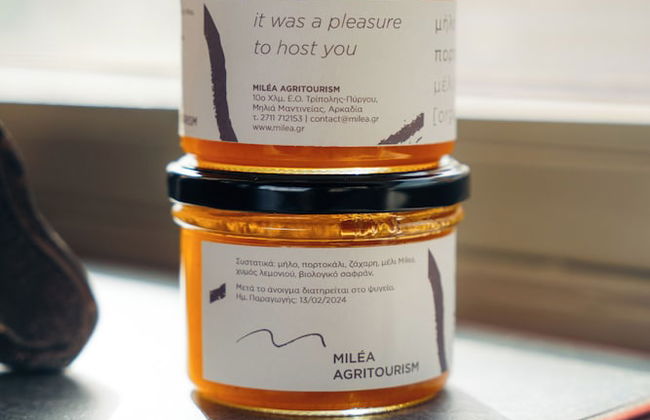 it was a pleasure
to host you
MILÉA AGRITOURISM
10ο Χλμ. Ε.Ο. Τρίπολης-Πύργου,
Μηλιά Μαντινείας, Αρκαδία
τ. 2711 712153 | contact@milea.gr
www.milea.gr
Συστατικά: μήλο, πορτοκάλι, ζάχαρη, μέλι Milea,
χυμός λεμονιού, βιολογικό σαφράν.
Μετά το άνοιγμα διατηρείται στο ψυγείο.
Ημ. Παραγωγής: 13/02/2024
MILÉA
AGRITOURISM